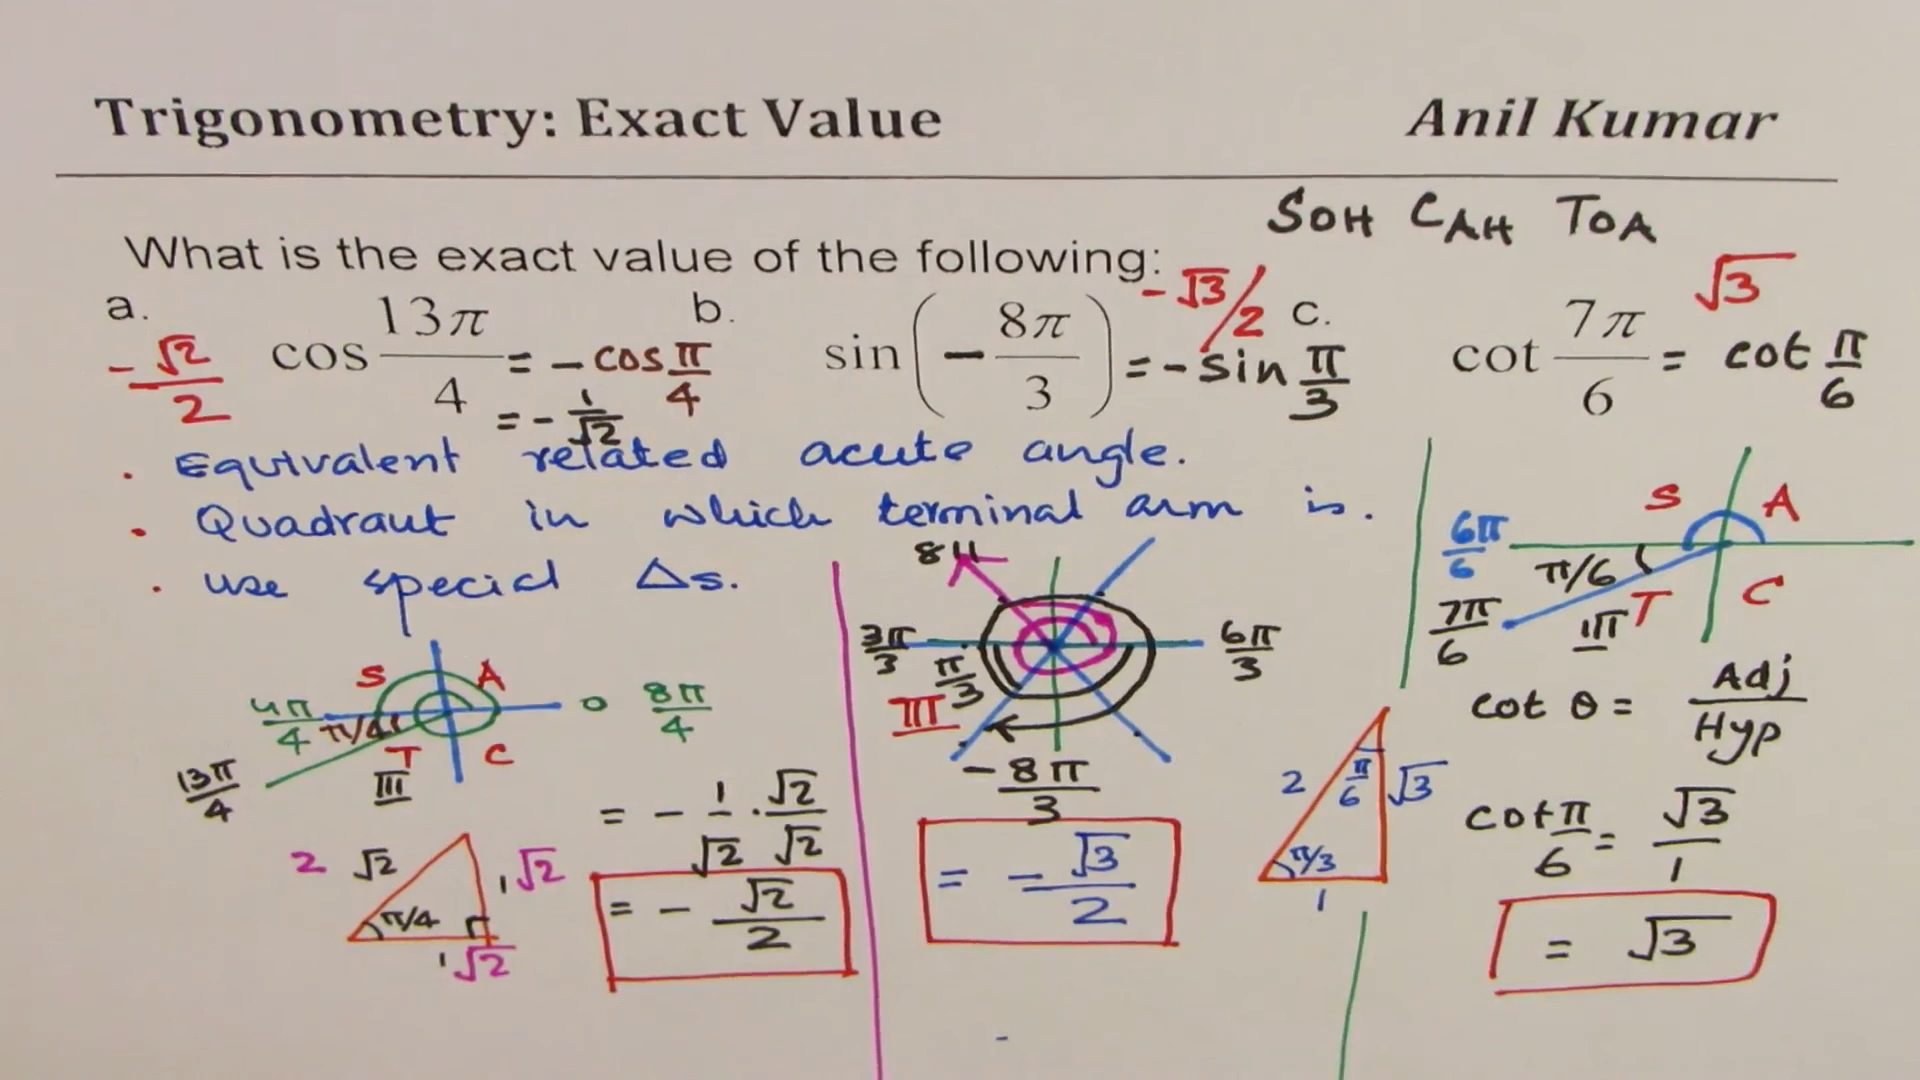 Trigonometry: Exact Value Anil Kumar
SOH CAH TOA
What is the exact value of the following:
a. cos 13π/4 = - cos π/4
= - 1/√2
- √2/2
b. sin(- 8π/3) = - sin π/3
- √3/2
c. cot 7π/6 = cot π/6
√3
. Equivalent related acute angle.
. Quadraut in which terminal arm is.
. use special Δs.
S A
4π/4 π/4 0 8π/4
T C
13π/4 III
2 √2 1 √2
π/4
1 √2
= - 1/√2 . √2/√2
= - √2/2
3π/3 6π/3
π/3
III
- 8π/3
= - √3/2
S A
6π/6
π/6
7π/6 III T C
cot θ = Adj/Hyp
2 π/6 √3
π/3
1
cot π/6 = √3/1
= √3